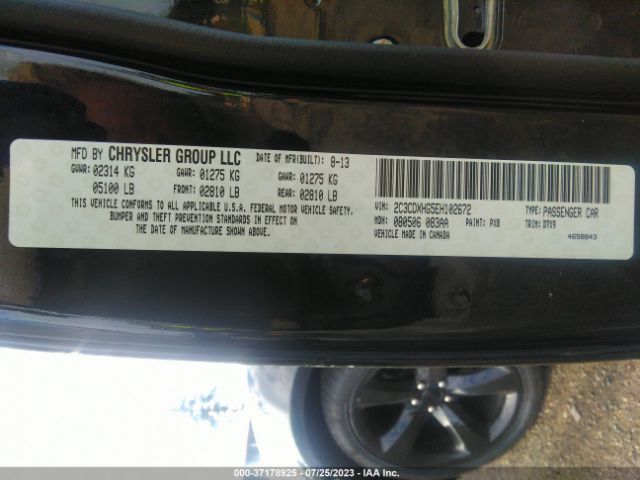 MFD BY CHRYSLER GROUP LLC DATE OF MFR(BUILT): 8-13
GVWR: 02314 KG GAWR: 01275 KG GAWR: 01275 KG
05100 LB FRONT: 02810 LB REAR: 02810 LB
THIS VEHICLE CONFORMS TO ALL APPLICABLE U.S.A. FEDERAL MOTOR VEHICLE SAFETY,
BUMPER AND THEFT PREVENTION STANDARDS IN EFFECT ON
THE DATE OF MANUFACTURE SHOWN ABOVE.
VIN: 2C3CDXHG5EH102672 TYPE: PASSENGER CAR
MDH: 080506 083AA PAINT: PXB TRIM: D7X9
VEHICLE MADE IN CANADA 4658843
000-37178925 - 07/25/2023 - IAA Inc.